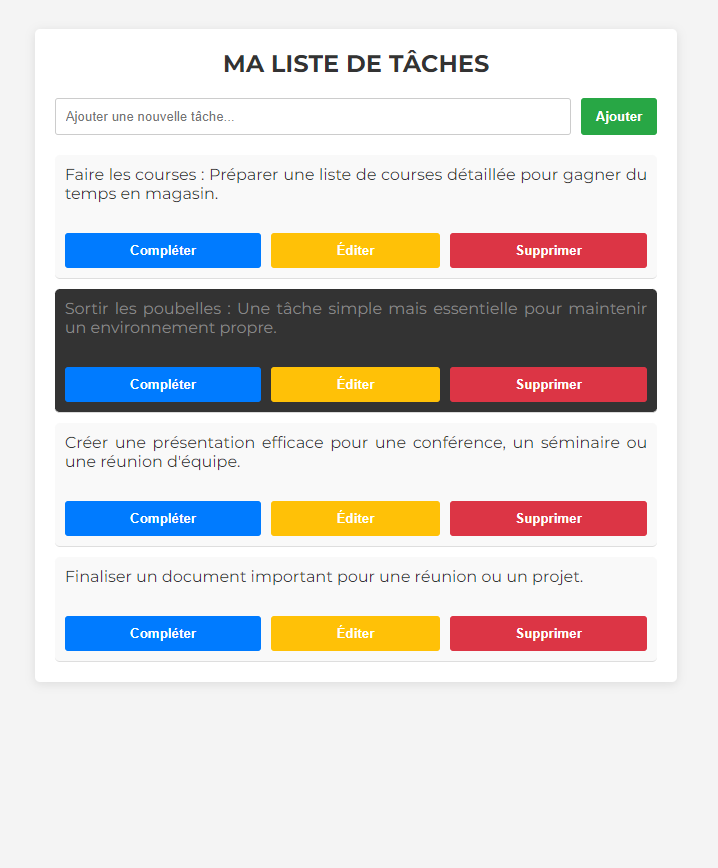 MA LISTE DE TÂCHES
Ajouter une nouvelle tâche...
Ajouter
Faire les courses : Préparer une liste de courses détaillée pour gagner du
temps en magasin.
Compléter
Éditer
Supprimer
Sortir les poubelles : Une tâche simple mais essentielle pour maintenir
un environnement propre.
Compléter
Éditer
Supprimer
Créer une présentation efficace pour une conférence, un séminaire ou
une réunion d'équipe.
Compléter
Éditer
Supprimer
Finaliser un document important pour une réunion ou un projet.
Compléter
Éditer
Supprimer